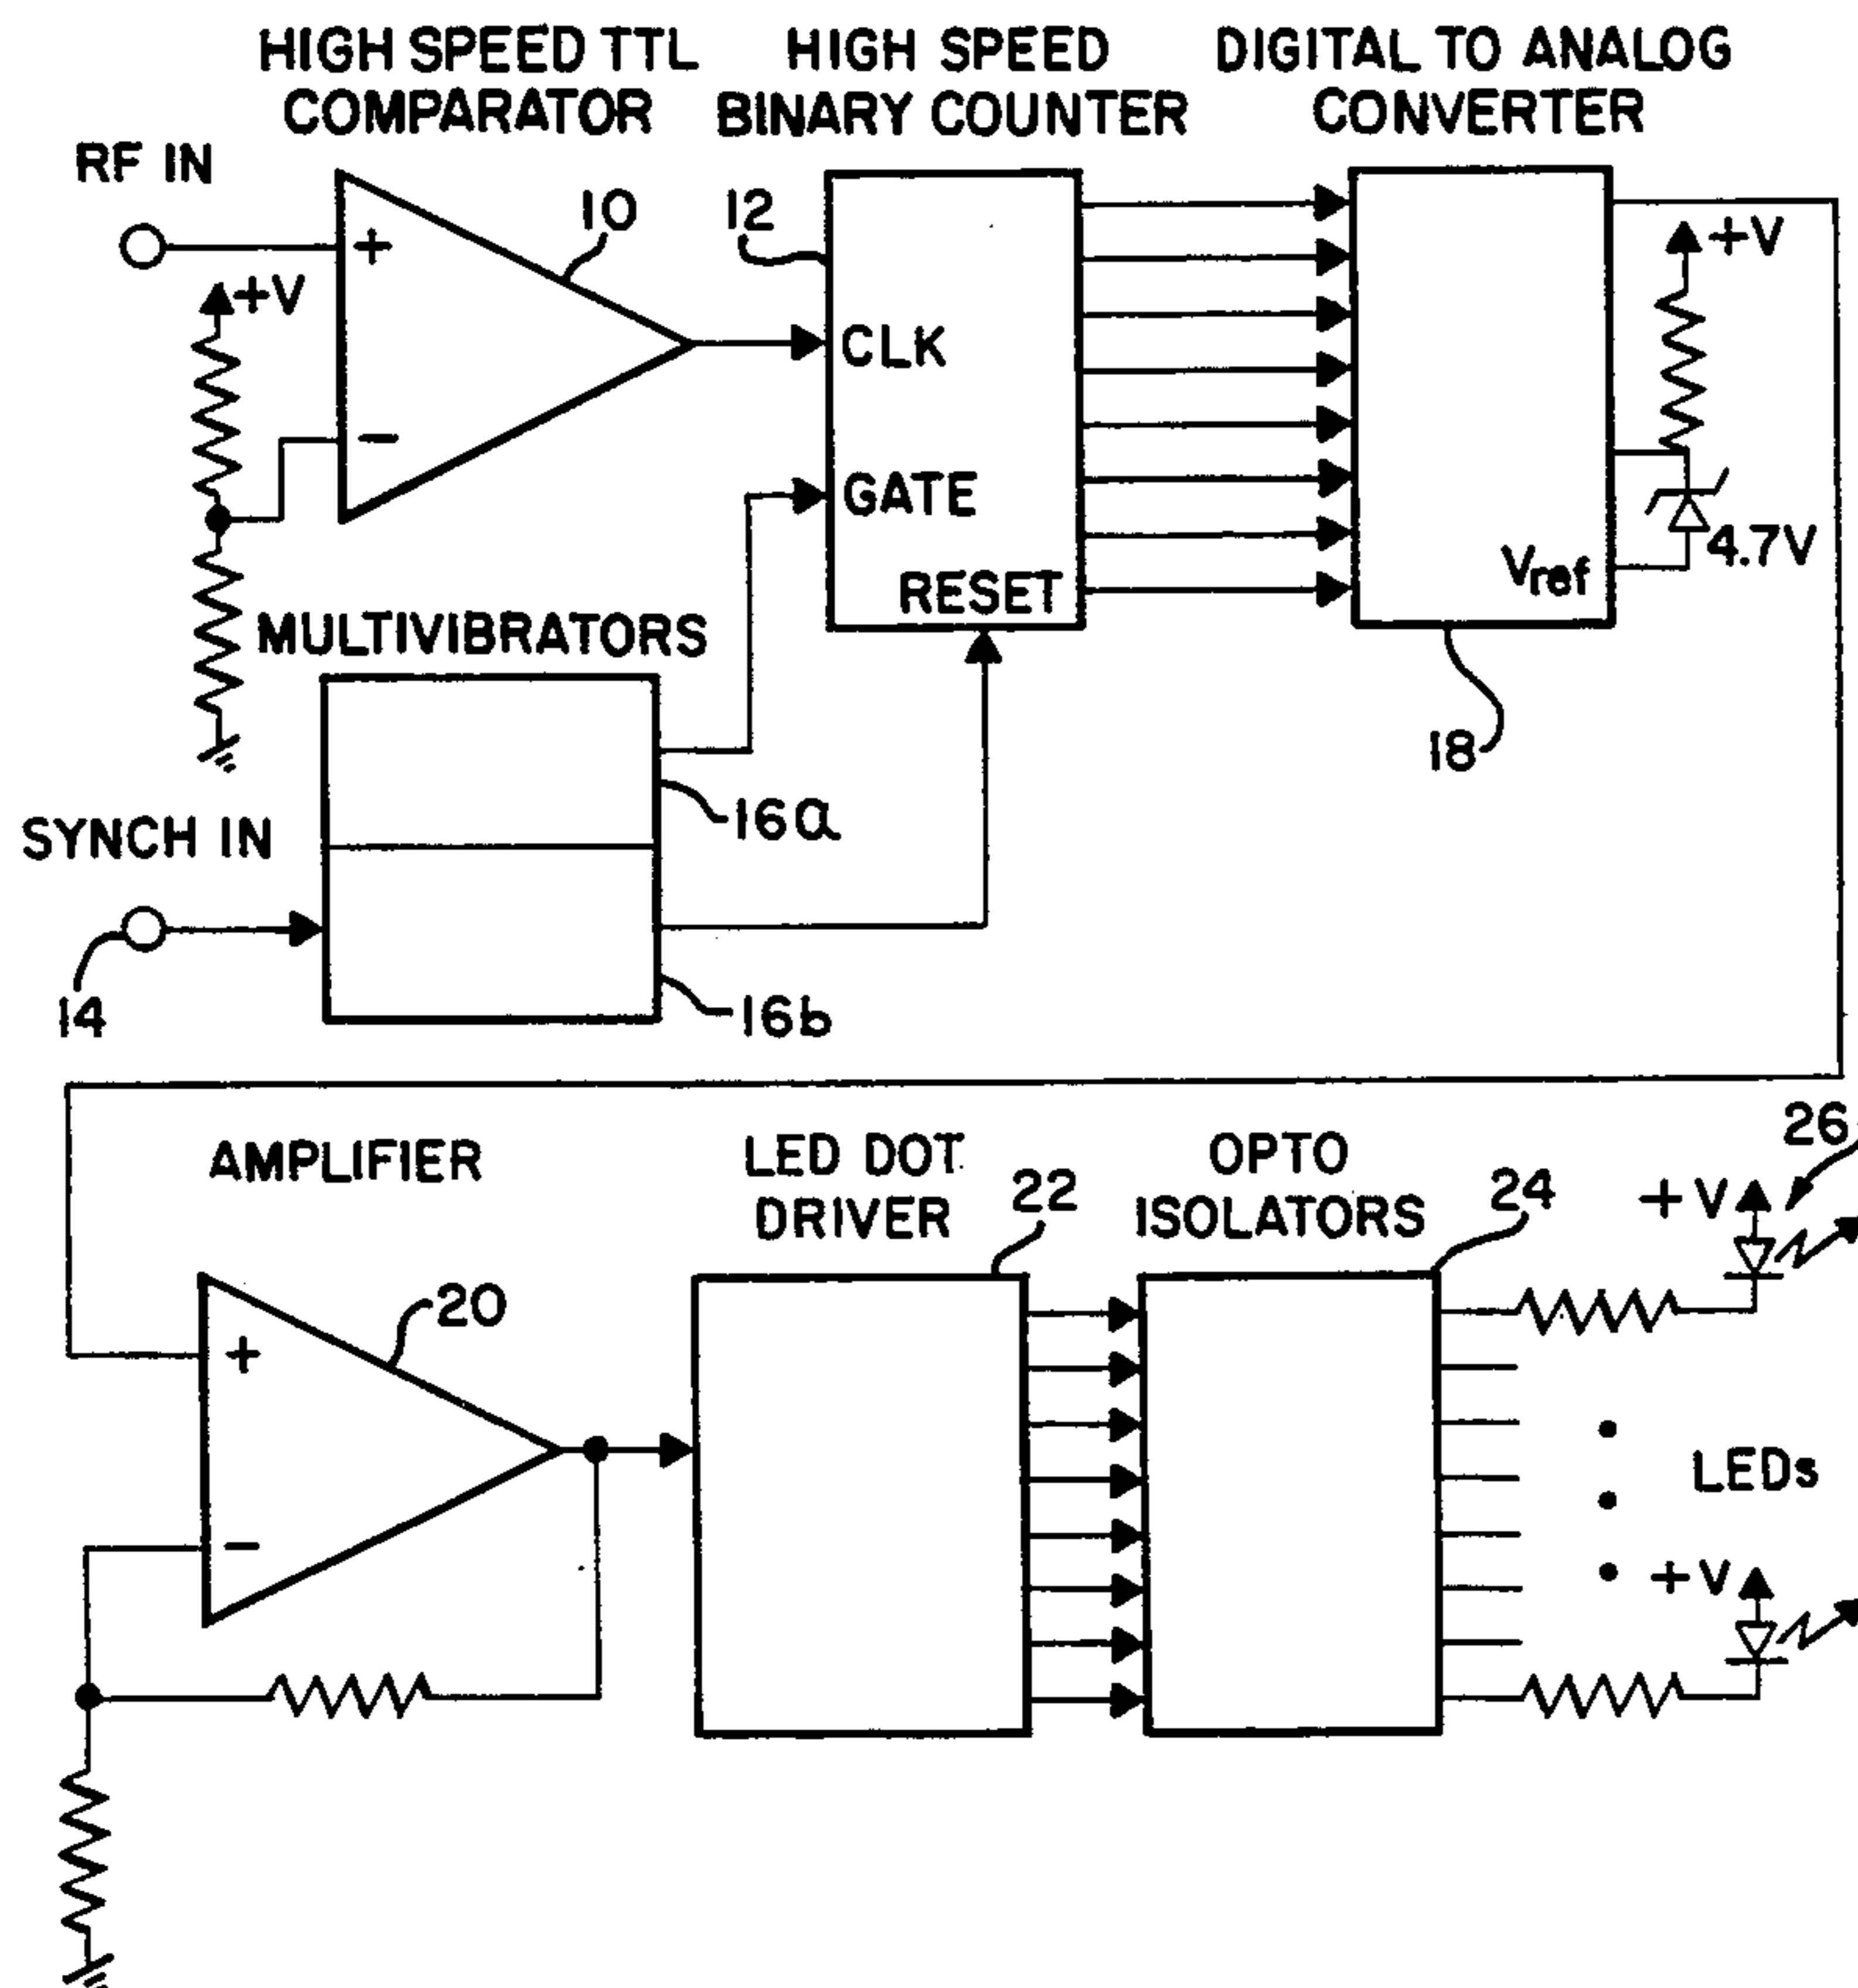 HIGH SPEED TTL
COMPARATOR
HIGH SPEED
BINARY COUNTER
DIGITAL TO ANALOG
CONVERTER
RF IN
10
12
+
+V
+V
CLK
−
GATE
4.7V
Vref
RESET
MULTIVIBRATORS
18
16a
SYNCH IN
14
16b
AMPLIFIER
LED DOT
DRIVER
22
OPTO
ISOLATORS
24
26
+V
20
+
LEDs
−
+V